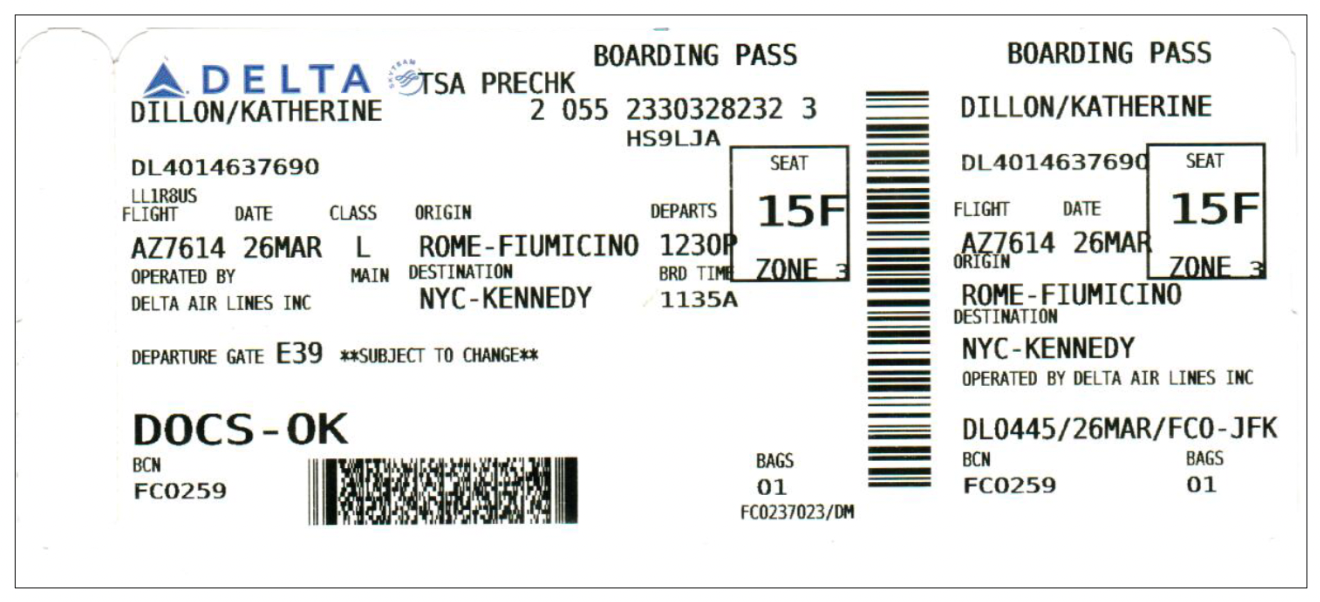 BOARDING PASS
DELTA SKYTEAM TSA PRECHK
DILLON/KATHERINE 2 055 2330328232 3
HS9LJA
DL4014637690
LL1R8US
SEAT
15F
ZONE 3
FLIGHT DATE CLASS ORIGIN DEPARTS
AZ7614 26MAR L ROME-FIUMICINO 1230P
OPERATED BY MAIN DESTINATION BRD TIME
DELTA AIR LINES INC NYC-KENNEDY 1135A
DEPARTURE GATE E39 **SUBJECT TO CHANGE**
DOCS-OK
BCN BAGS
FC0259 01
FC0237023/DM
BOARDING PASS
DILLON/KATHERINE
DL4014637690
SEAT
15F
ZONE 3
FLIGHT DATE
AZ7614 26MAR
ORIGIN
ROME-FIUMICINO
DESTINATION
NYC-KENNEDY
OPERATED BY DELTA AIR LINES INC
DL0445/26MAR/FCO-JFK
BCN BAGS
FC0259 01